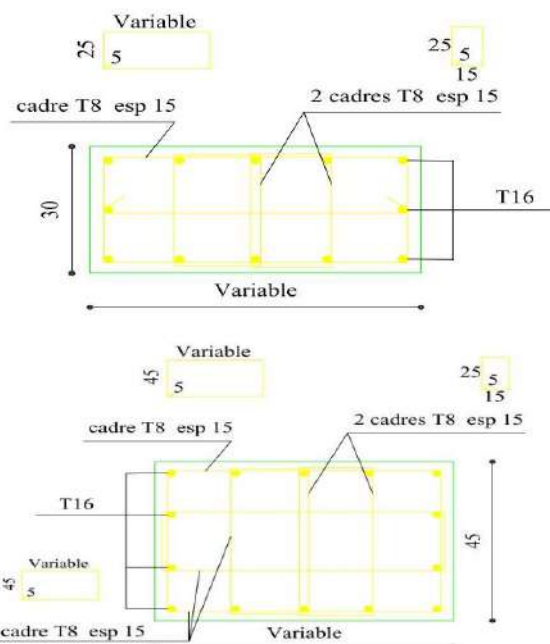 Variable
25
5
25
5
15
cadre T8 esp 15
2 cadres T8 esp 15
30
T16
Variable
Variable
45
5
25
5
15
cadre T8 esp 15
2 cadres T8 esp 15
T16
45
Variable
45
5
cadre T8 esp 15
Variable